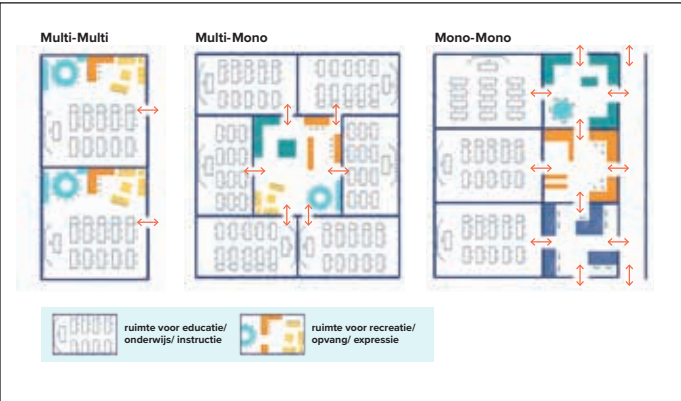 Multi-Multi
Multi-Mono
Mono-Mono
ruimte voor educatie/
onderwijs/ instructie
ruimte voor recreatie/
opvang/ expressie